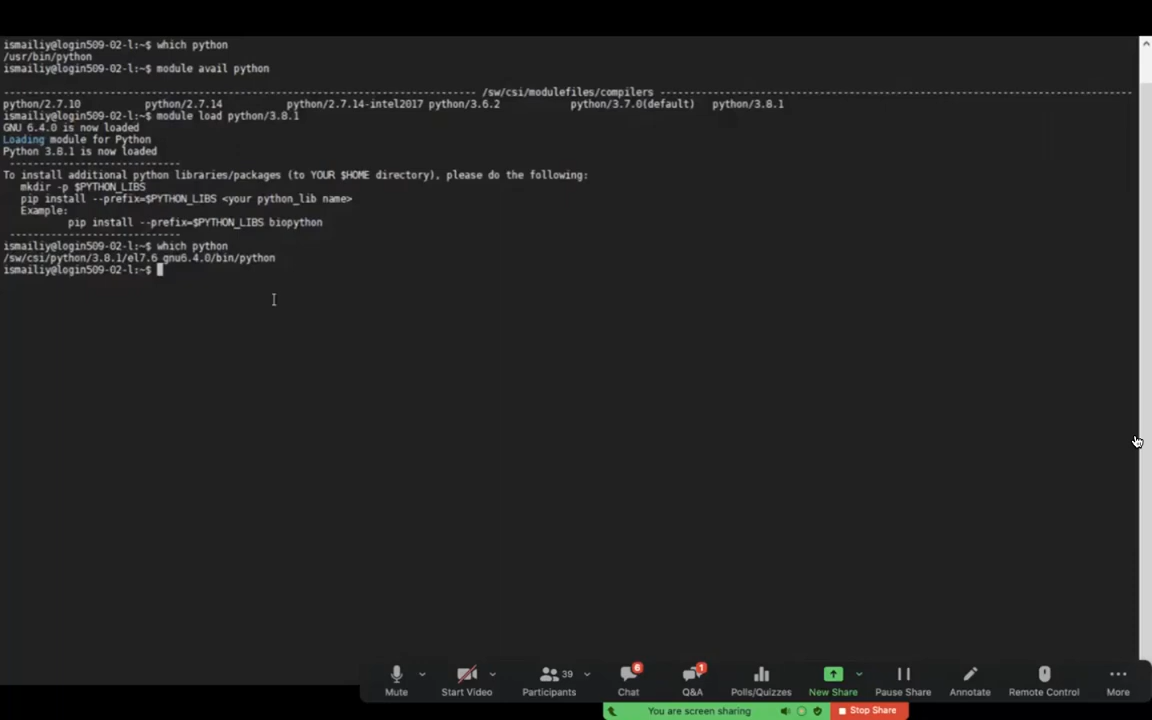 ismailiy@login509-02-l:~$ which python
/usr/bin/python
ismailiy@login509-02-l:~$ module avail python
---------------------------------------------------------------------------------- /sw/csi/modulefiles/compilers ----------------------------------------------------------------------------------
python/2.7.10 python/2.7.14 python/2.7.14-intel2017 python/3.6.2 python/3.7.0(default) python/3.8.1
ismailiy@login509-02-l:~$ module load python/3.8.1
GNU 6.4.0 is now loaded
Loading module for Python
Python 3.8.1 is now loaded
-----------------------------
To install additional python libraries/packages (to YOUR $HOME directory), please do the following:
mkdir -p $PYTHON_LIBS
pip install --prefix=$PYTHON_LIBS <your python_lib name>
Example:
pip install --prefix=$PYTHON_LIBS biopython
-----------------------------
ismailiy@login509-02-l:~$ which python
/sw/csi/python/3.8.1/el7.6_gnu6.4.0/bin/python
ismailiy@login509-02-l:~$
39 6 1
Mute Start Video Participants Chat Q&A Polls/Quizzes New Share Pause Share Annotate Remote Control More
You are screen sharing Stop Share